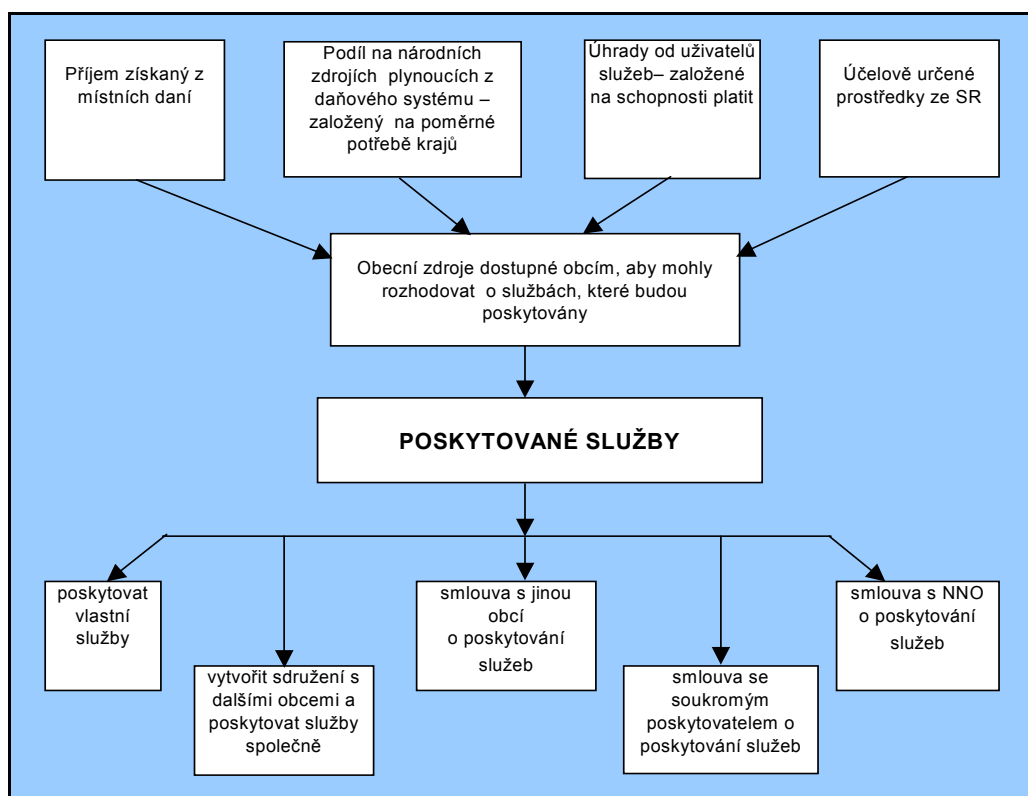 Příjem získaný z
místních daní
Podíl na národních
zdrojích plynoucích z
daňového systému –
založený na poměrné
potřebě krajů
Úhrady od uživatelů
služeb– založené
na schopnosti platit
Účelově určené
prostředky ze SR
Obecní zdroje dostupné obcím, aby mohly
rozhodovat o službách, které budou
poskytovány
POSKYTOVANÉ SLUŽBY
poskytovat
vlastní
služby
vytvořit sdružení s
dalšími obcemi a
poskytovat služby
společně
smlouva s jinou
obcí
o poskytování
služeb
smlouva se
soukromým
poskytovatelem o
poskytování služeb
smlouva s NNO
o poskytování
služeb